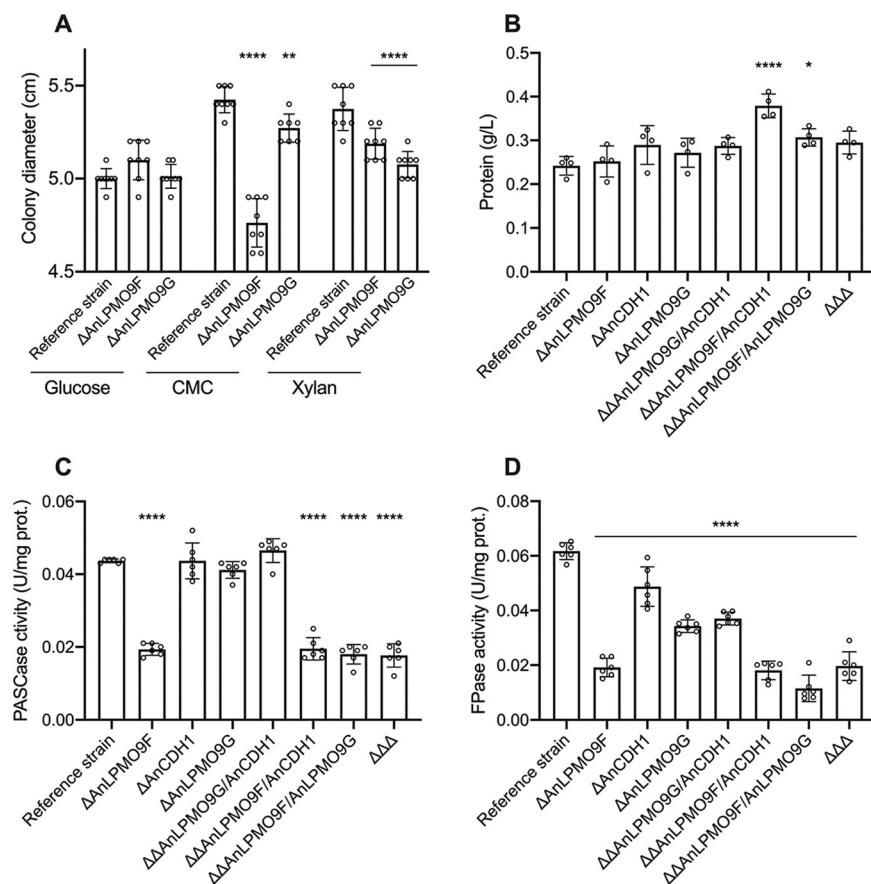 A
**** ** ****
Colony diameter (cm)
5.5
5.0
4.5
Reference strain
ΔAnLPMO9F
ΔAnLPMO9G
Reference strain
ΔAnLPMO9F
ΔAnLPMO9G
Reference strain
ΔAnLPMO9F
ΔAnLPMO9G
Glucose CMC Xylan
B
**** *
Protein (g/L)
0.5
0.4
0.3
0.2
0.1
0.0
Reference strain
ΔAnLPMO9F
ΔAnCDH1
ΔAnLPMO9G
ΔΔAnLPMO9G/AnCDH1
ΔΔAnLPMO9F/AnCDH1
ΔΔAnLPMO9F/AnLPMO9G
ΔΔΔ
C
**** **** **** ****
PASCase ctivity (U/mg prot.)
0.06
0.04
0.02
0.00
Reference strain
ΔAnLPMO9F
ΔAnCDH1
ΔAnLPMO9G
ΔΔAnLPMO9G/AnCDH1
ΔΔAnLPMO9F/AnCDH1
ΔΔAnLPMO9F/AnLPMO9G
ΔΔΔ
D
****
FPase activity (U/mg prot.)
0.08
0.06
0.04
0.02
0.00
Reference strain
ΔAnLPMO9F
ΔAnCDH1
ΔAnLPMO9G
ΔΔAnLPMO9G/AnCDH1
ΔΔAnLPMO9F/AnCDH1
ΔΔAnLPMO9F/AnLPMO9G
ΔΔΔ